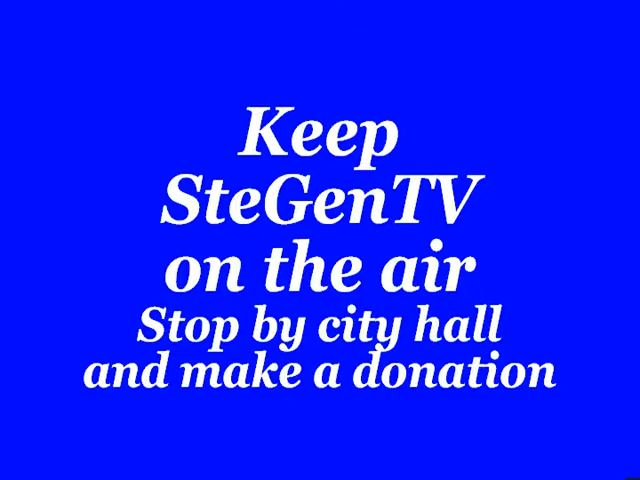 Keep
SteGenTV
on the air
Stop by city hall
and make a donation